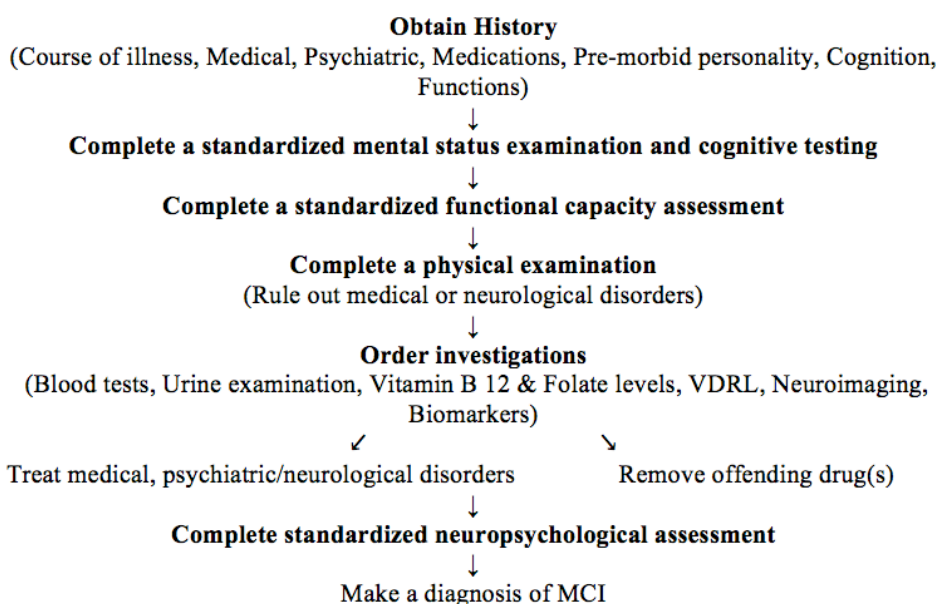 Obtain History
(Course of illness, Medical, Psychiatric, Medications, Pre-morbid personality, Cognition,
Functions)
↓
Complete a standardized mental status examination and cognitive testing
↓
Complete a standardized functional capacity assessment
↓
Complete a physical examination
(Rule out medical or neurological disorders)
↓
Order investigations
(Blood tests, Urine examination, Vitamin B 12 & Folate levels, VDRL, Neuroimaging,
Biomarkers)
↙ ↘
Treat medical, psychiatric/neurological disorders Remove offending drug(s)
↓
Complete standardized neuropsychological assessment
↓
Make a diagnosis of MCI